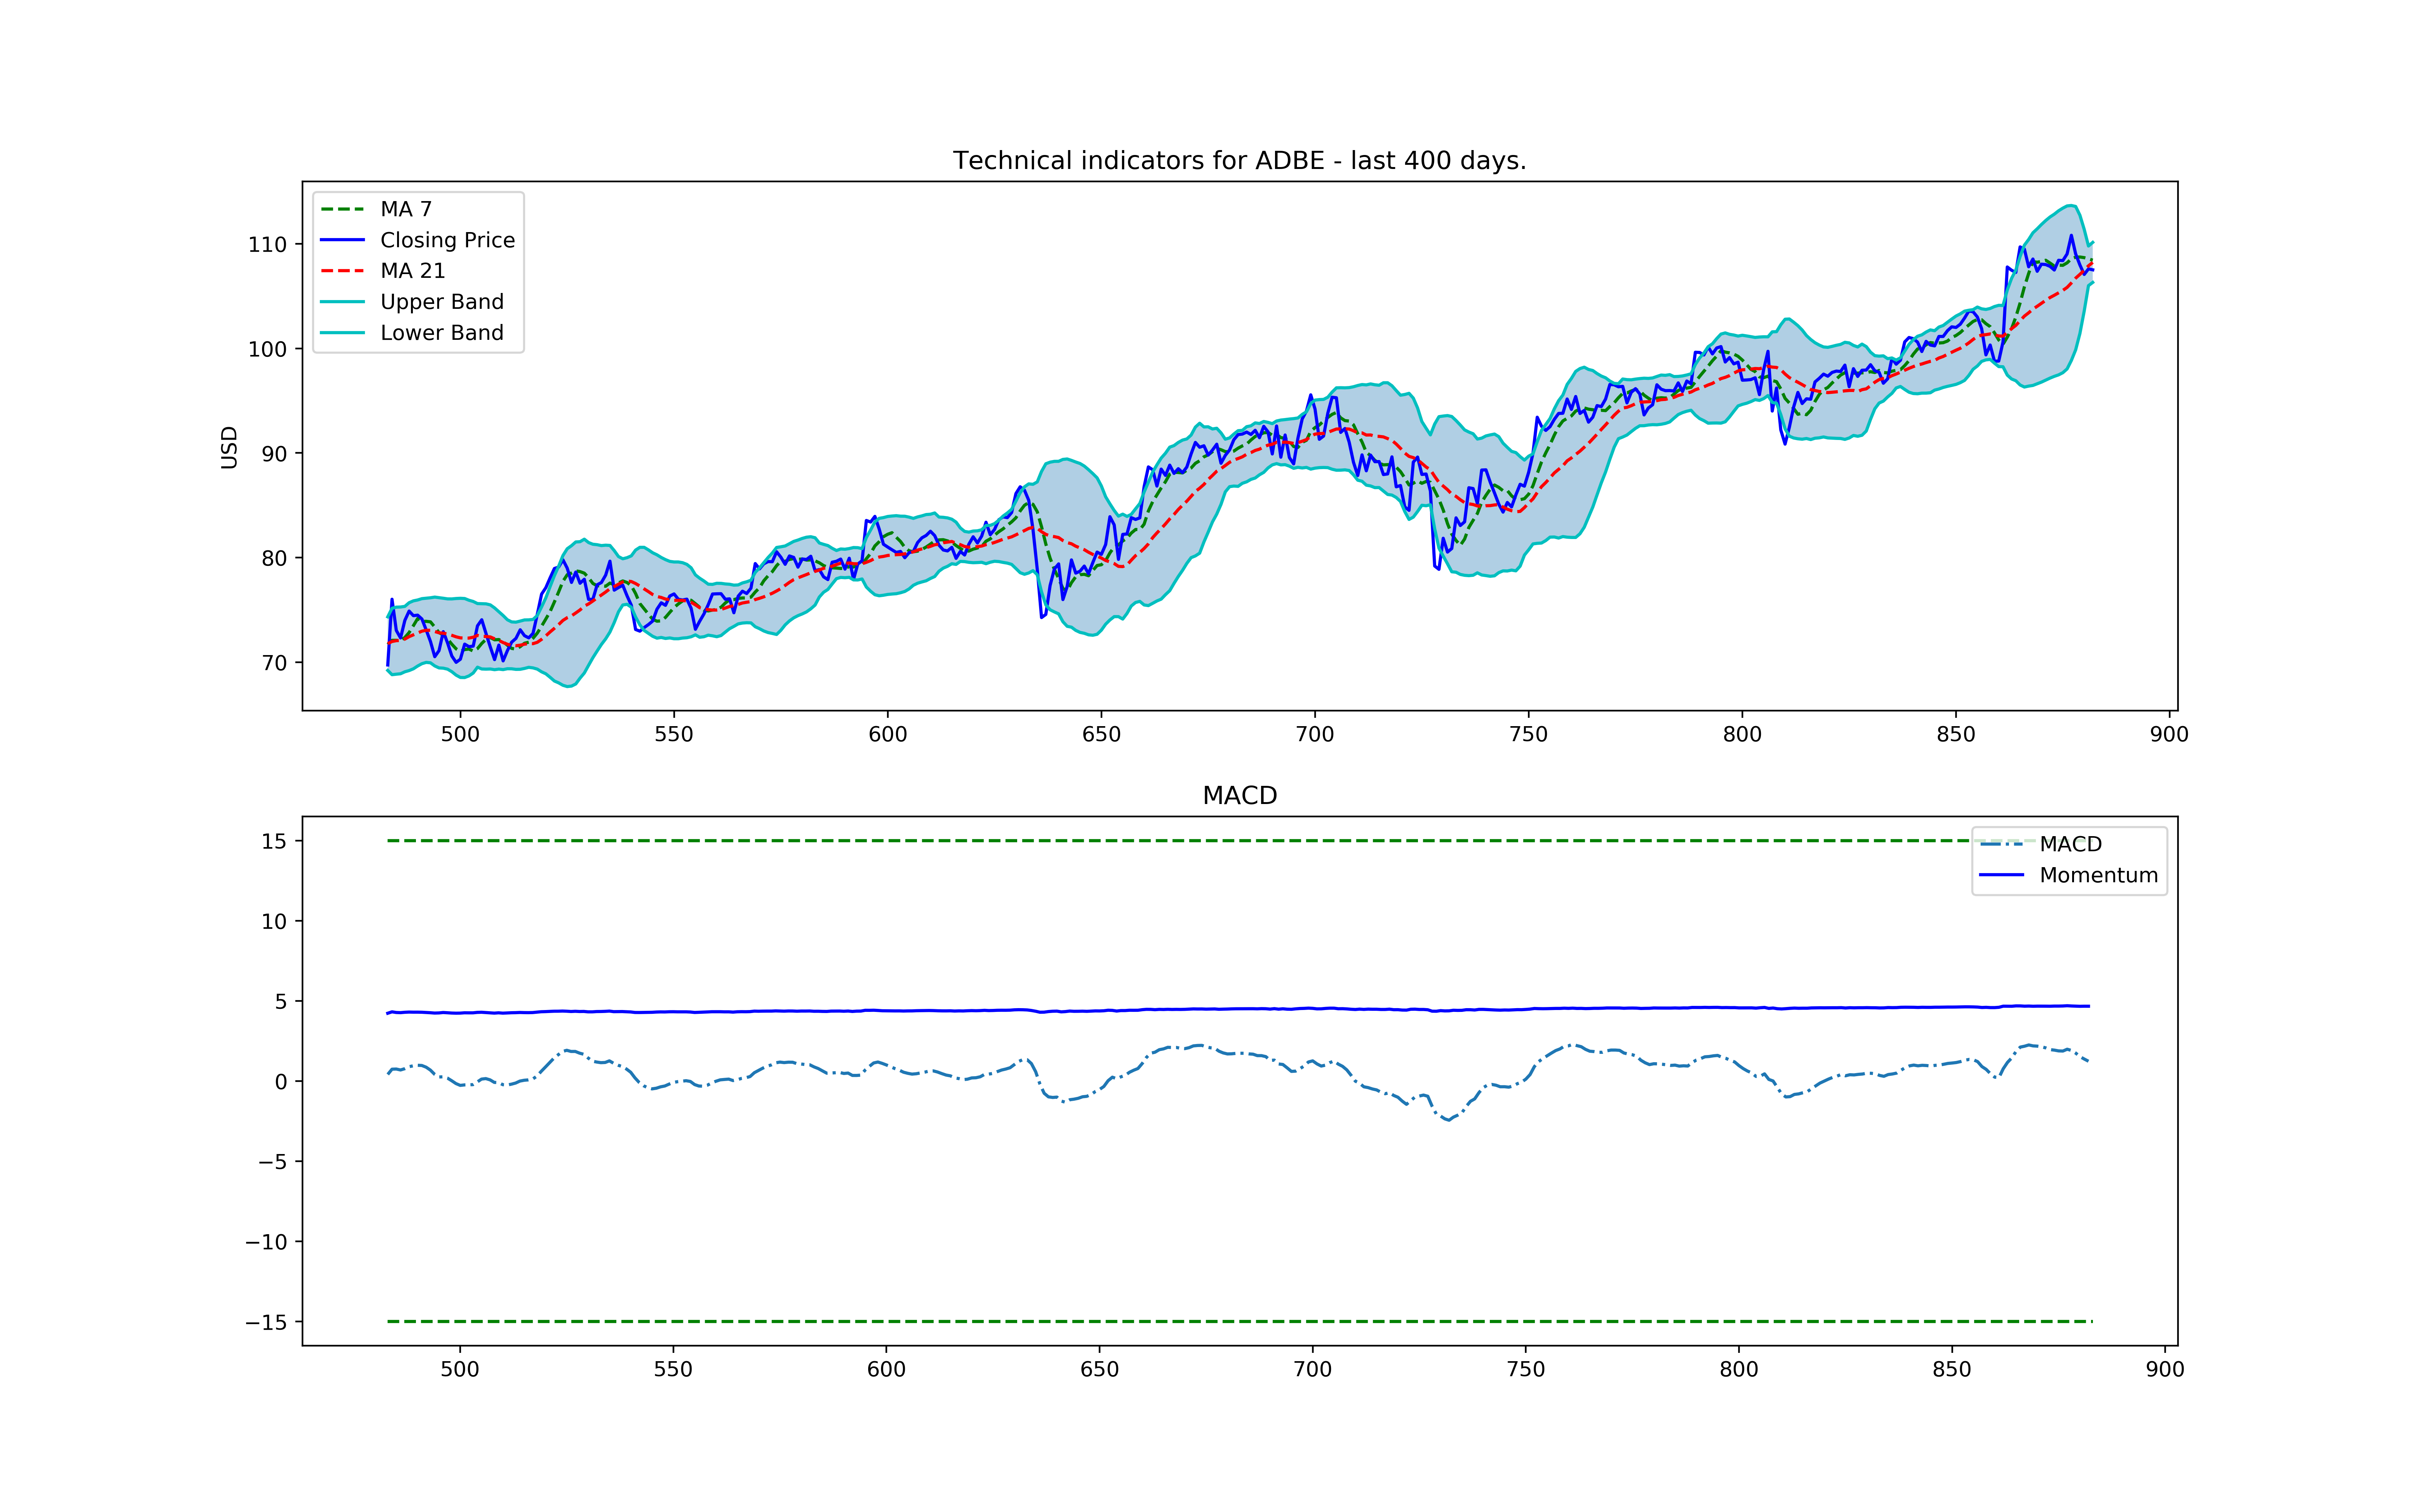 Technical indicators for ADBE - last 400 days.
MA 7
Closing Price
MA 21
Upper Band
Lower Band
USD
110
100
90
80
70
500 550 600 650 700 750 800 850 900
MACD
MACD
Momentum
15
10
5
0
−5
−10
−15
500 550 600 650 700 750 800 850 900